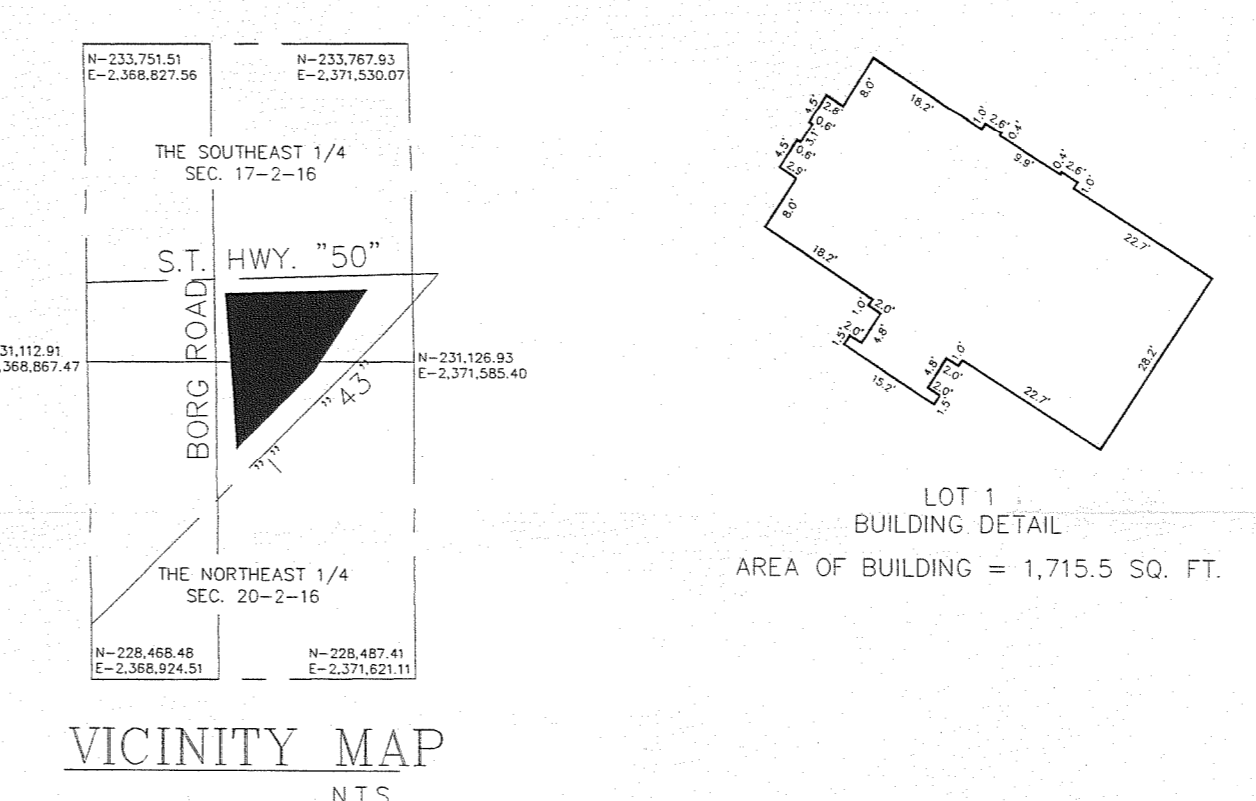 N-233,751.51
E-2,368,827.56
N-233,767.93
E-2,371,530.07
THE SOUTHEAST 1/4
SEC. 17-2-16
S.T. HWY. "50"
BORG ROAD
31,112.91
,368,867.47
N-231,126.93
E-2,371,585.40
"43"
"1"
THE NORTHEAST 1/4
SEC. 20-2-16
N-228,468.48
E-2,368,924.51
N-228,487.41
E-2,371,621.11
VICINITY MAP
N.T.S.
8.0'
18.2'
1.0'
2.6'
0.4'
9.9'
0.4'
2.6'
1.0'
22.7'
28.2'
22.7'
1.0'
2.0'
4.8'
2.0'
1.5'
15.2'
1.5'
2.0'
4.8'
2.0'
1.0'
18.2'
8.0'
2.9'
4.5'
0.6'
3.1'
0.6'
4.5'
2.8'
LOT 1
BUILDING DETAIL
AREA OF BUILDING = 1,715.5 SQ. FT.